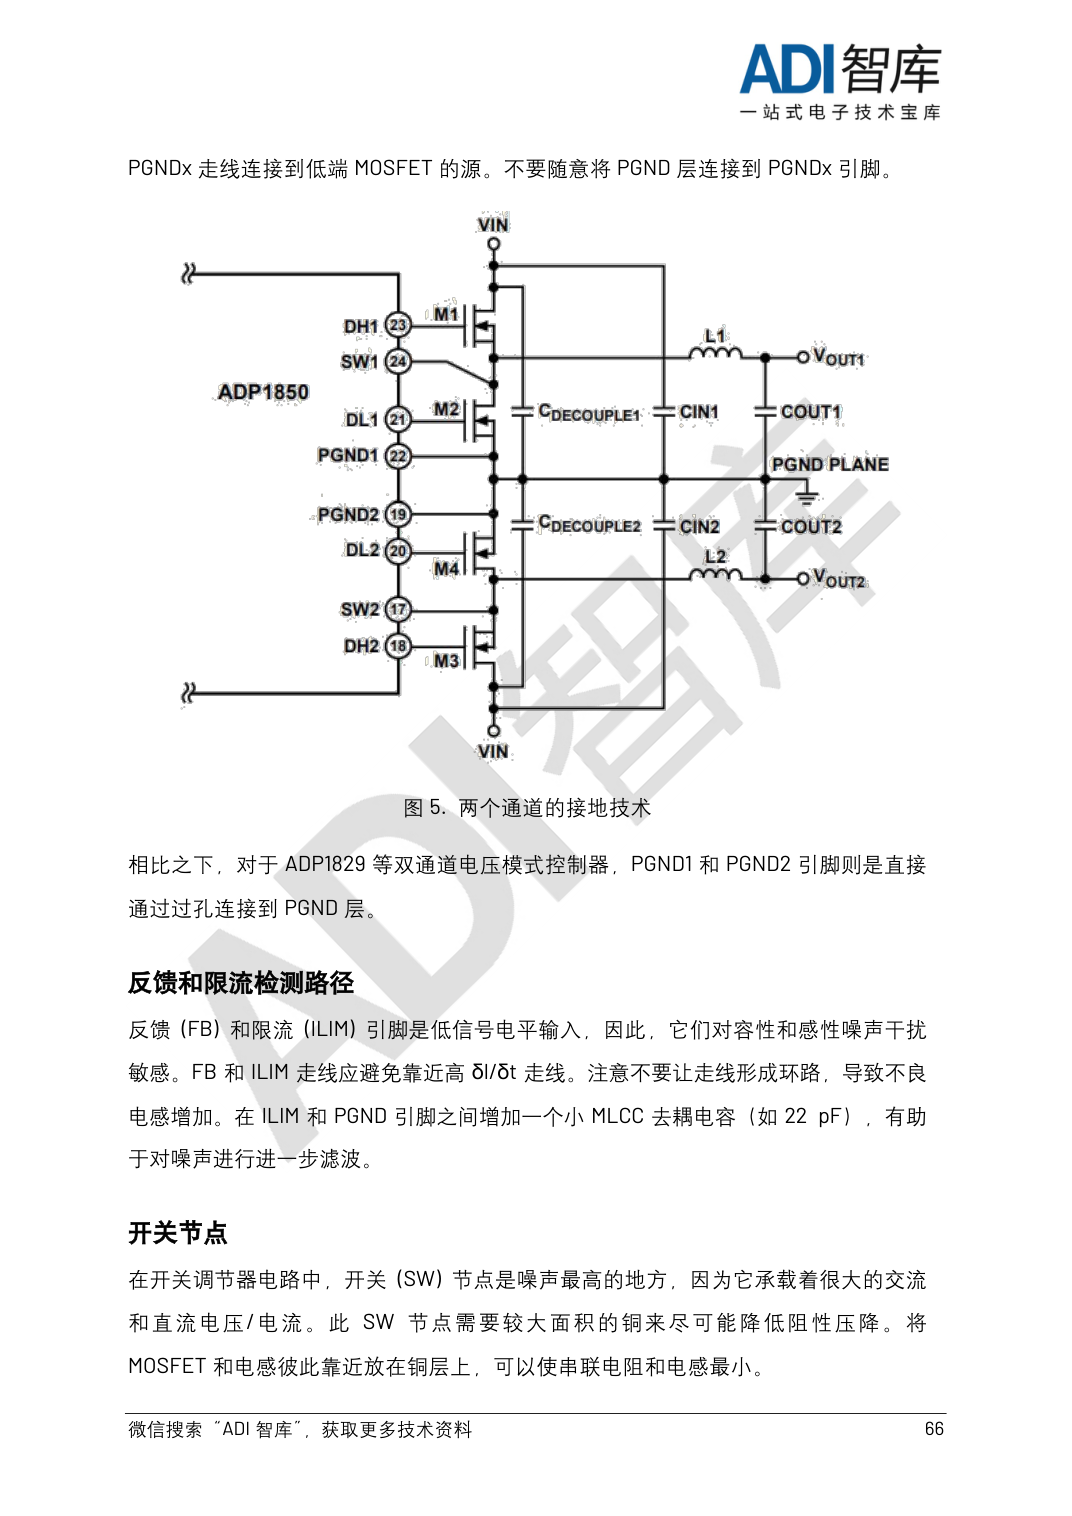 ADI智库
一站式电子技术宝库
PGNDx 走线连接到低端 MOSFET 的源。不要随意将 PGND 层连接到 PGNDx 引脚。
VIN
DH1 23 M1
L1
SW1 24 VOUT1
ADP1850
M2
DL1 21 CDECOUPLE1 CIN1 COUT1
PGND1 22
PGND PLANE
PGND2 19
CDECOUPLE2 CIN2 COUT2
DL2 20
M4 L2
VOUT2
SW2 17
DH2 18
M3
VIN
图 5. 两个通道的接地技术
相比之下，对于 ADP1829 等双通道电压模式控制器，PGND1 和 PGND2 引脚则是直接
通过过孔连接到 PGND 层。
反馈和限流检测路径
反馈 (FB) 和限流 (ILIM) 引脚是低信号电平输入，因此，它们对容性和感性噪声干扰
敏感。FB 和 ILIM 走线应避免靠近高 δI/δt 走线。注意不要让走线形成环路，导致不良
电感增加。在 ILIM 和 PGND 引脚之间增加一个小 MLCC 去耦电容（如 22 pF），有助
于对噪声进行进一步滤波。
开关节点
在开关调节器电路中，开关 (SW) 节点是噪声最高的地方，因为它承载着很大的交流
和直流电压/电流。此 SW 节点需要较大面积的铜来尽可能降低阻性压降。将
MOSFET 和电感彼此靠近放在铜层上，可以使串联电阻和电感最小。
微信搜索“ADI 智库”，获取更多技术资料 66
ADI智库